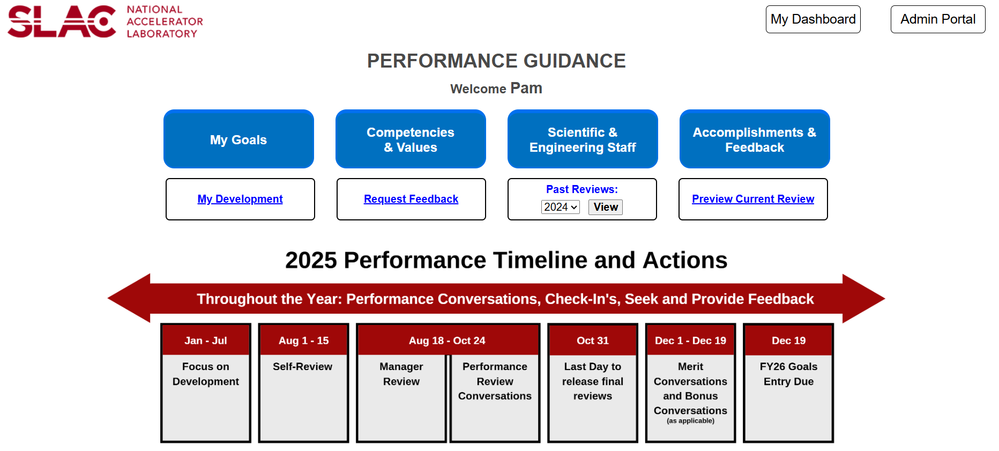 SLAC NATIONAL
ACCELERATOR
LABORATORY
My Dashboard
Admin Portal
PERFORMANCE GUIDANCE
Welcome Pam
My Goals
Competencies
& Values
Scientific &
Engineering Staff
Accomplishments &
Feedback
My Development
Request Feedback
Past Reviews:
2024 View
Preview Current Review
2025 Performance Timeline and Actions
Throughout the Year: Performance Conversations, Check-In's, Seek and Provide Feedback
Jan - Jul
Focus on
Development
Aug 1 - 15
Self-Review
Aug 18 - Oct 24
Manager
Review
Performance
Review
Conversations
Oct 31
Last Day to
release final
reviews
Dec 1 - Dec 19
Merit
Conversations
and Bonus
Conversations
(as applicable)
Dec 19
FY26 Goals
Entry Due